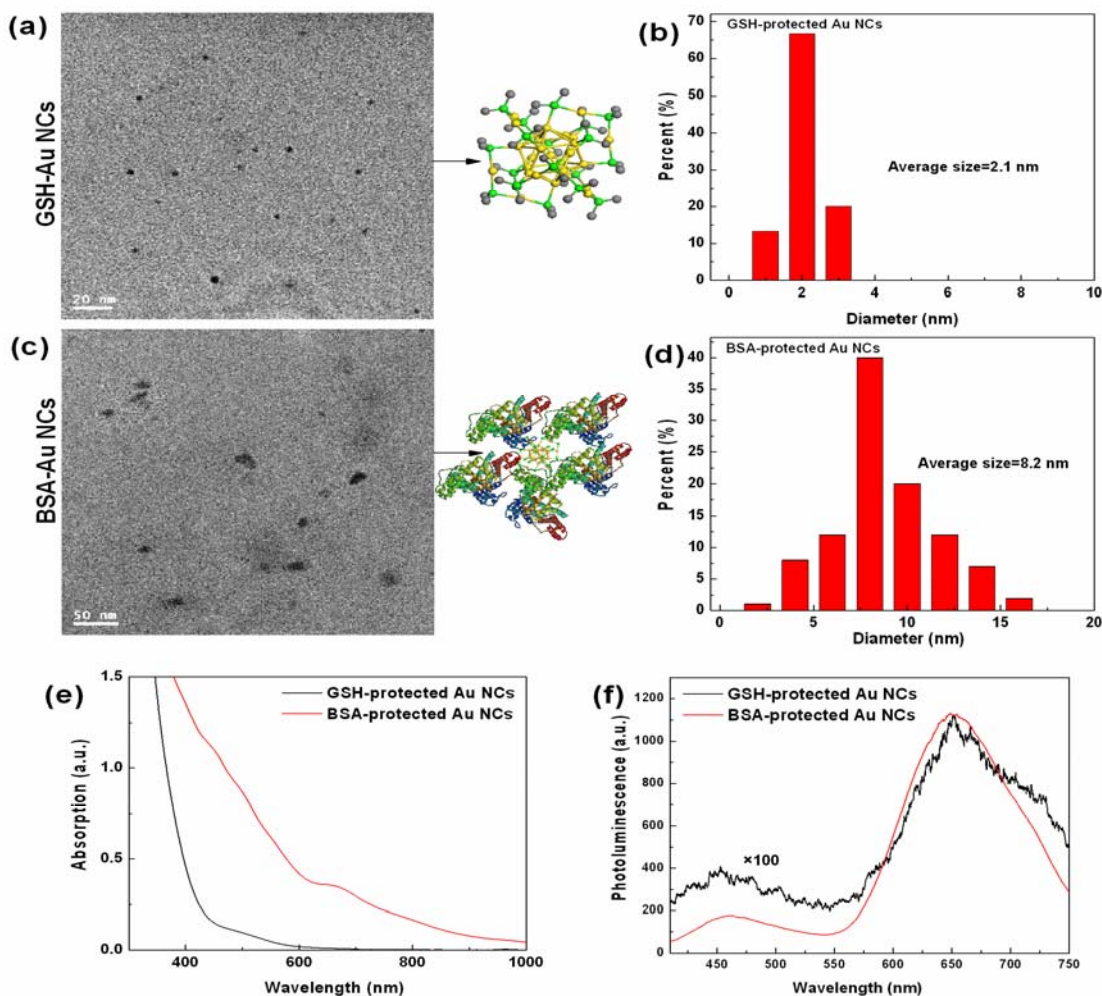 (a)
GSH-Au NCs
20 nm
(b)
GSH-protected Au NCs
Average size=2.1 nm
Percent (%)
70
60
50
40
30
20
10
0
0 2 4 6 8 10
Diameter (nm)
(c)
BSA-Au NCs
50 nm
(d)
BSA-protected Au NCs
Average size=8.2 nm
Percent (%)
40
35
30
25
20
15
10
5
0
0 5 10 15 20
Diameter (nm)
(e)
GSH-protected Au NCs
BSA-protected Au NCs
Absorption (a.u.)
1.5
1.0
0.5
0.0
400 600 800 1000
Wavelength (nm)
(f)
GSH-protected Au NCs
BSA-protected Au NCs
×100
Photoluminescence (a.u.)
1200
1000
800
600
400
200
0
450 500 550 600 650 700 750
Wavelength (nm)